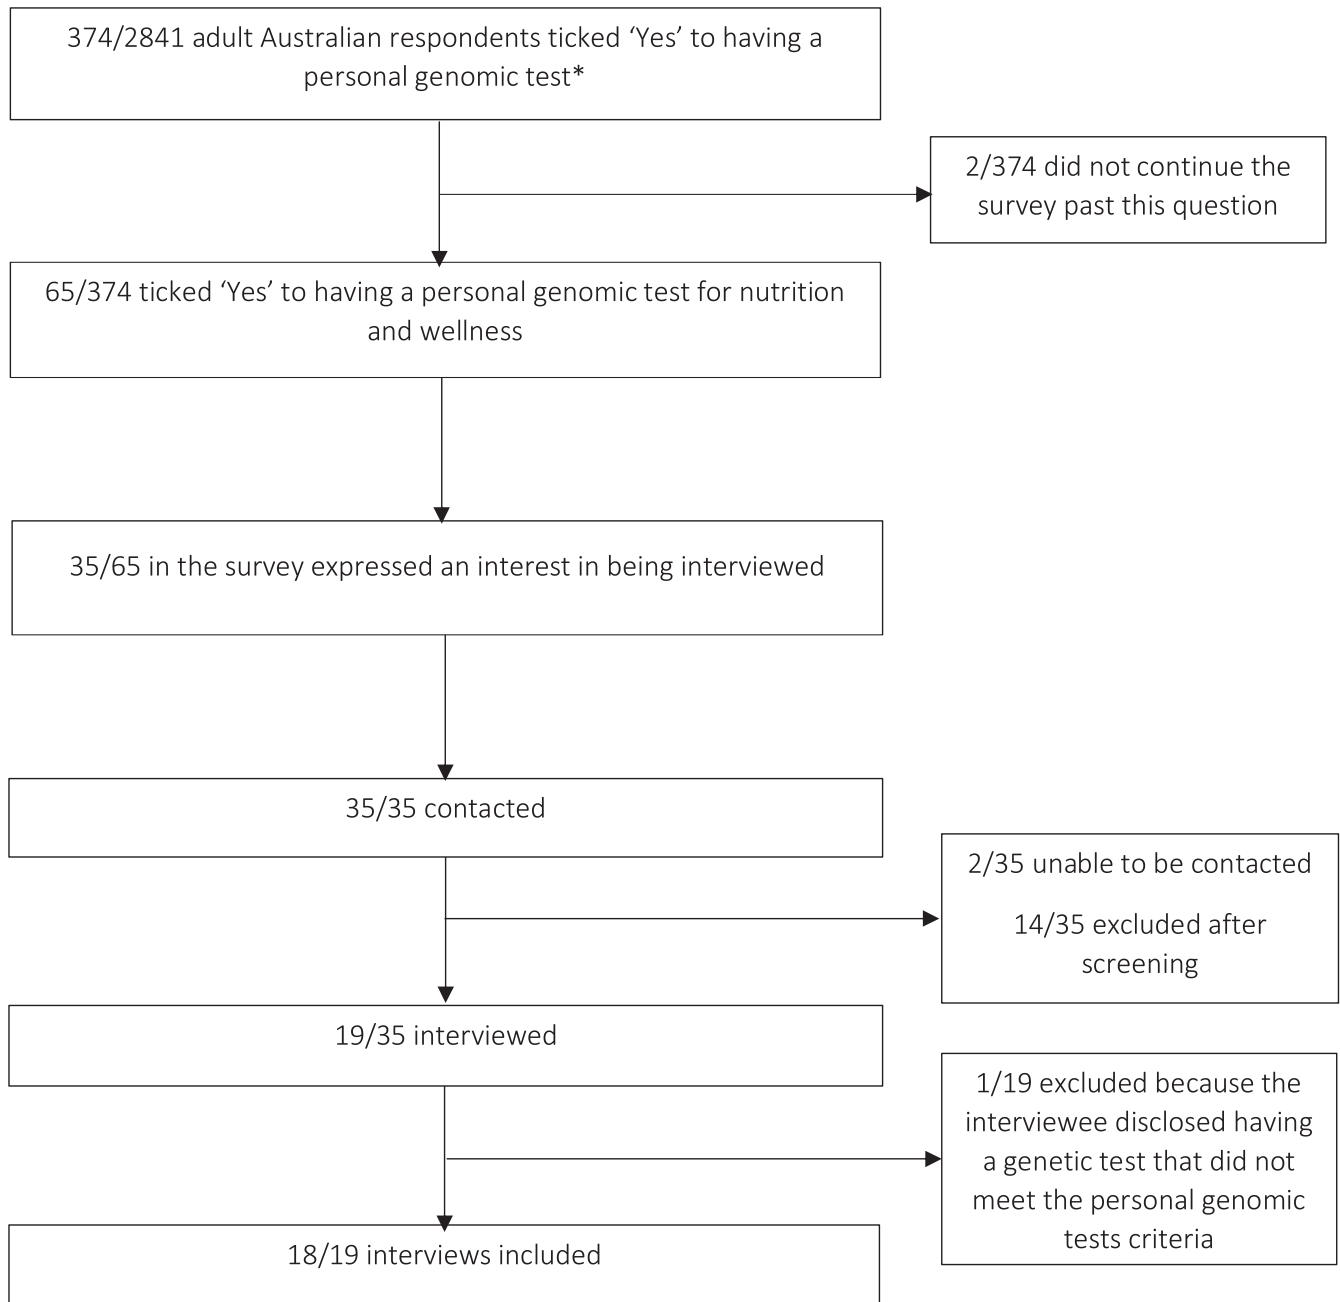 374/2841 adult Australian respondents ticked ‘Yes’ to having a
personal genomic test*
2/374 did not continue the
survey past this question
65/374 ticked ‘Yes’ to having a personal genomic test for nutrition
and wellness
35/65 in the survey expressed an interest in being interviewed
35/35 contacted
2/35 unable to be contacted
14/35 excluded after
screening
19/35 interviewed
1/19 excluded because the
interviewee disclosed having
a genetic test that did not
meet the personal genomic
tests criteria
18/19 interviews included